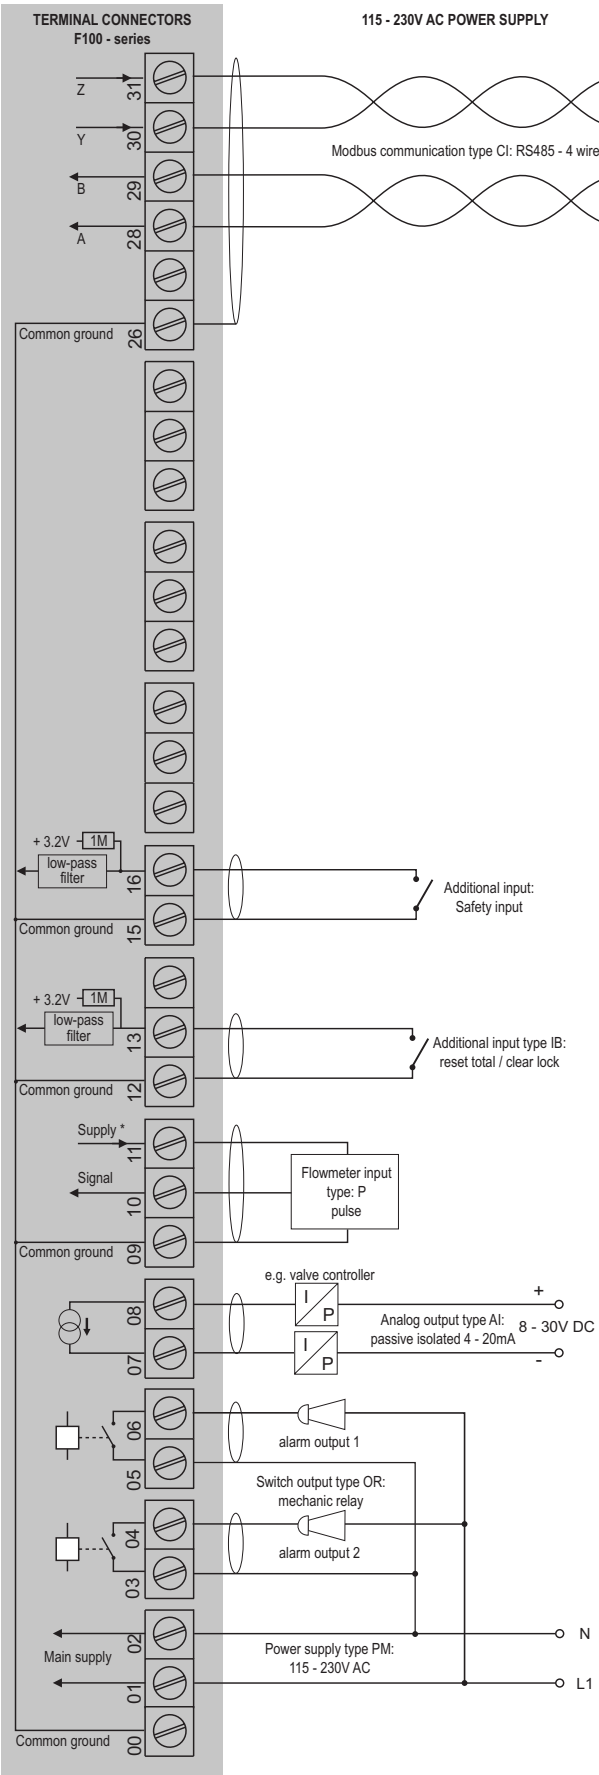 TERMINAL CONNECTORS
F100 - series
115 - 230V AC POWER SUPPLY
Z
31
Y
30
Modbus communication type CI: RS485 - 4 wire
B
29
A
28
Common ground
26
+ 3.2V
1M
low-pass
filter
16
Additional input:
Safety input
Common ground
15
+ 3.2V
1M
low-pass
filter
13
Additional input type IB:
reset total / clear lock
Common ground
12
Supply *
11
Flowmeter input
type: P
pulse
Signal
10
Common ground
09
e.g. valve controller
08
I
P
+
Analog output type AI:
passive isolated 4 - 20mA
8 - 30V DC
07
I
P
-
06
alarm output 1
05
Switch output type OR:
mechanic relay
04
alarm output 2
03
02
N
Main supply
Power supply type PM:
115 - 230V AC
01
L1
Common ground
00